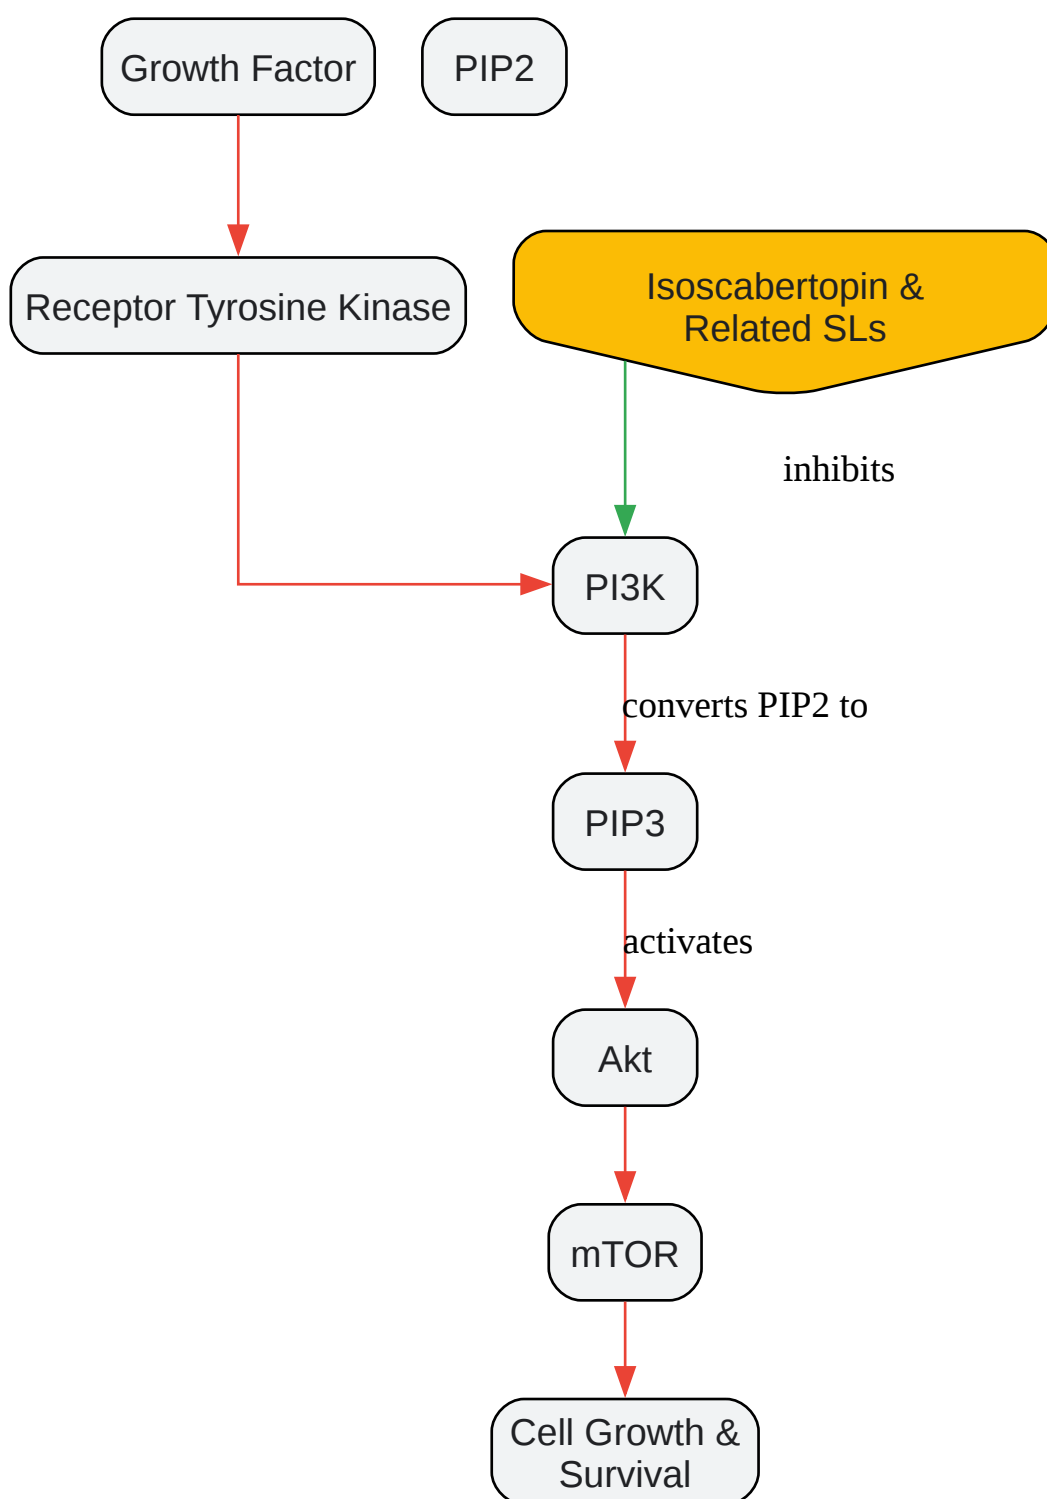 Growth Factor
PIP2
Receptor Tyrosine Kinase
Isoscabertopin &
Related SLs
inhibits
PI3K
converts PIP2 to
PIP3
activates
Akt
mTOR
Cell Growth &
Survival